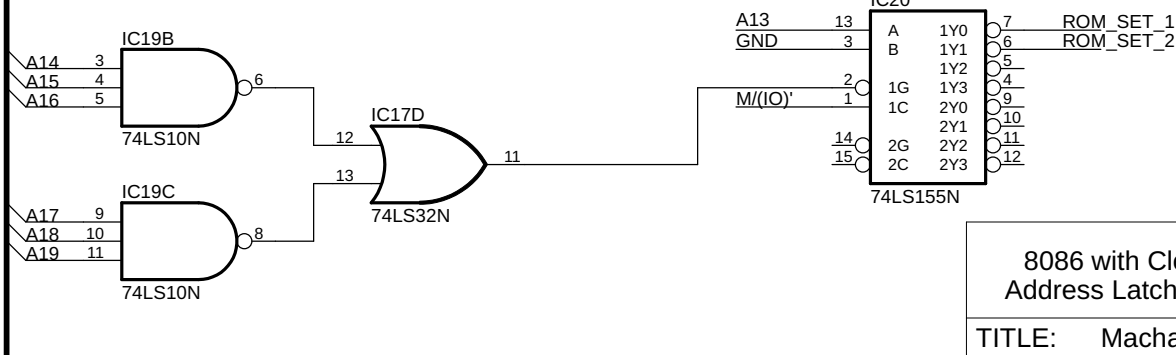 IC19B
A14 3
A15 4
A16 5
6
74LS10N
IC17D
12
13
11
74LS32N
IC19C
A17 9
A18 10
A19 11
8
74LS10N
IC20
A13 13 A 1Y0 7 ROM_SET_1
GND 3 B 1Y1 6 ROM_SET_2
1Y2 5
2 1G 1Y3 4
M/(IO)' 1 1C 2Y0 9
2Y1 10
14 2G 2Y2 11
15 2C 2Y3 12
74LS155N
8086 with Cl
Address Latch
TITLE: Macha